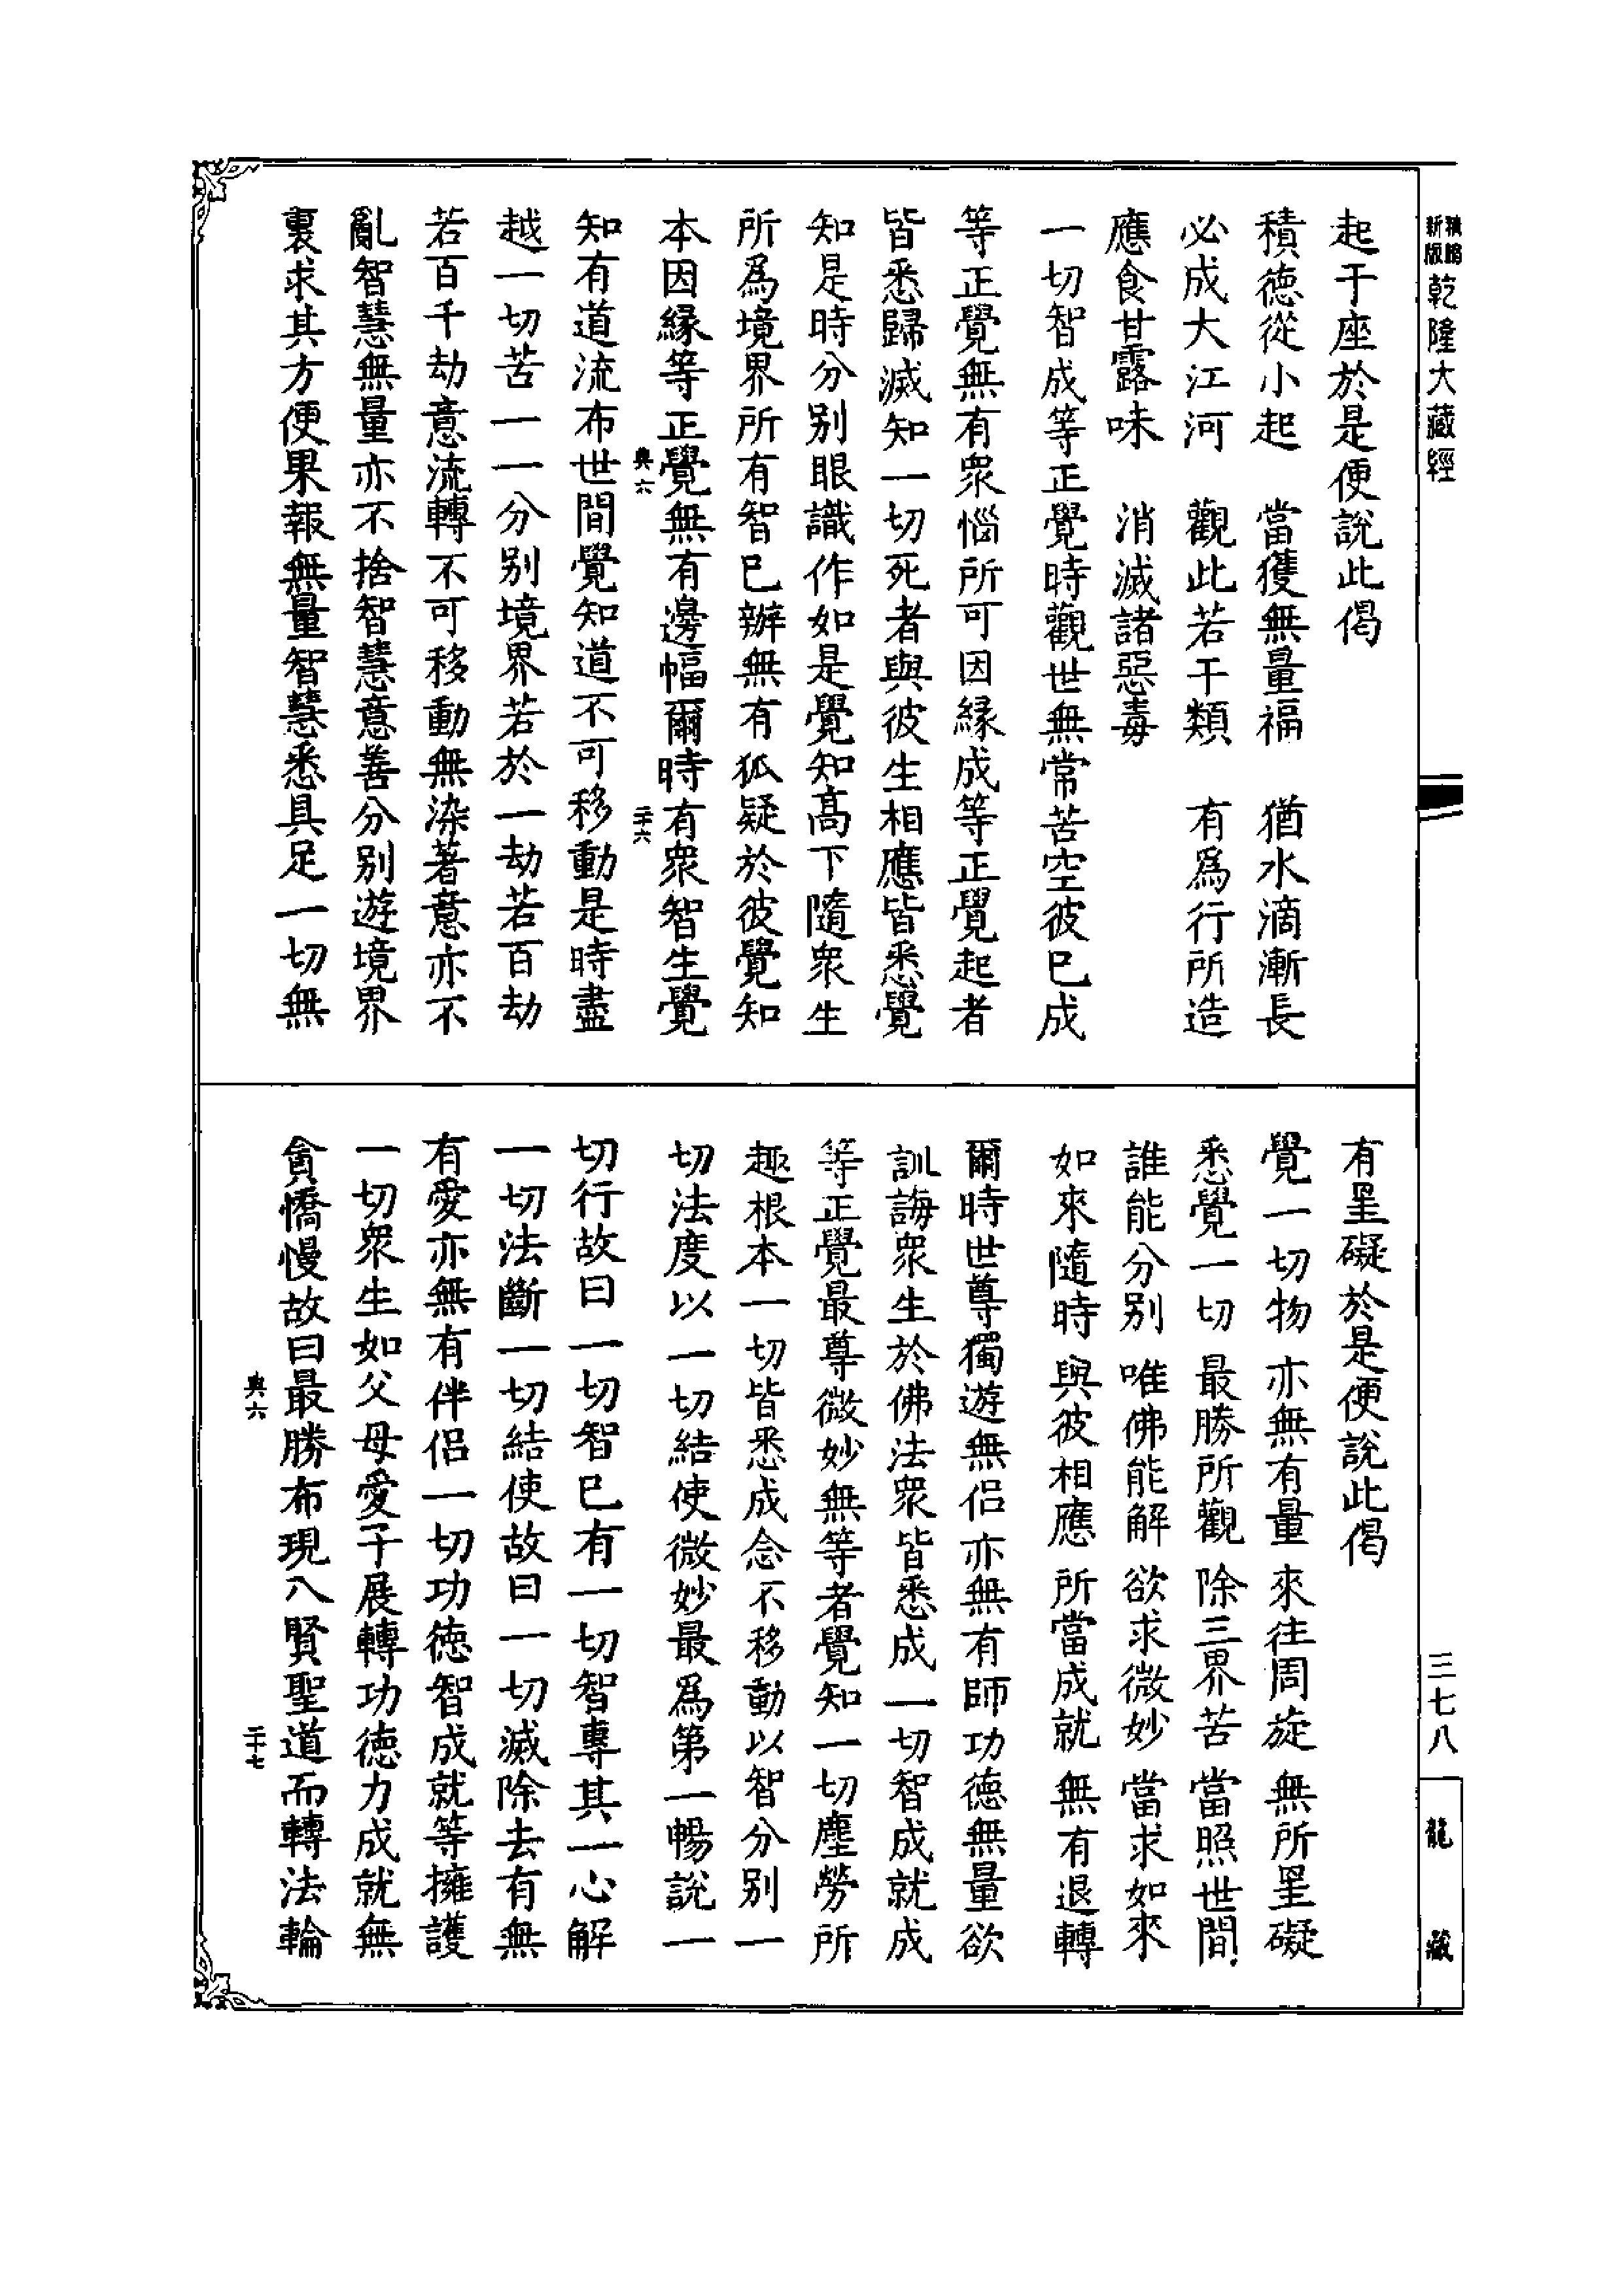 新版
乾隆大藏經
三七八
龍藏
起于座於是便說此偈
積德從小起　當獲無量福　猶水滴漸長
必成大江河　觀此若干類　有爲行所造
應食甘露味　消滅諸惡毒
一切智成等正覺時觀世無常苦空彼已成
等正覺無有眾惱所可因緣成等正覺起者
皆悉歸滅知一切死者與彼生相應皆悉覺
知是時分別眼識作如是覺知高下隨眾生
所爲境界所有智已辦無有狐疑於彼覺知
本因緣等正覺無有邊幅爾時有眾智生覺
典六
二十六
知有道流布世間覺知道不可移動是時盡
越一切苦一一分別境界若於一劫若百劫
若百千劫意流轉不可移動無染著意亦不
亂智慧無量亦不捨智慧意善分別遊境界
裏求其方便果報無量智慧悉具足一切無
有罣礙於是便說此偈
覺一切物　亦無有量　來往周旋　無所罣礙
悉覺一切　最勝所觀　除三界苦　當照世間
誰能分別　唯佛能解　欲求微妙　當求如來
如來隨時　與彼相應　所當成就　無有退轉
爾時世尊獨遊無侶亦無有師功德無量欲
訓誨眾生於佛法眾皆悉成一切智成就成
等正覺最尊微妙無等者覺知一切塵勞所
趣根本一切皆悉成念不移動以智分別一
切法度以一切結使微妙最爲第一暢說一
切行故曰一切智已有一切智專其一心解
一切法斷一切結使故曰一切滅除去有無
有愛亦無有伴侶一切功德智成就等擁護
一切眾生如父母愛子展轉功德力成就無
貪憍慢故曰最勝布現八賢聖道而轉法輪
典六
二十七